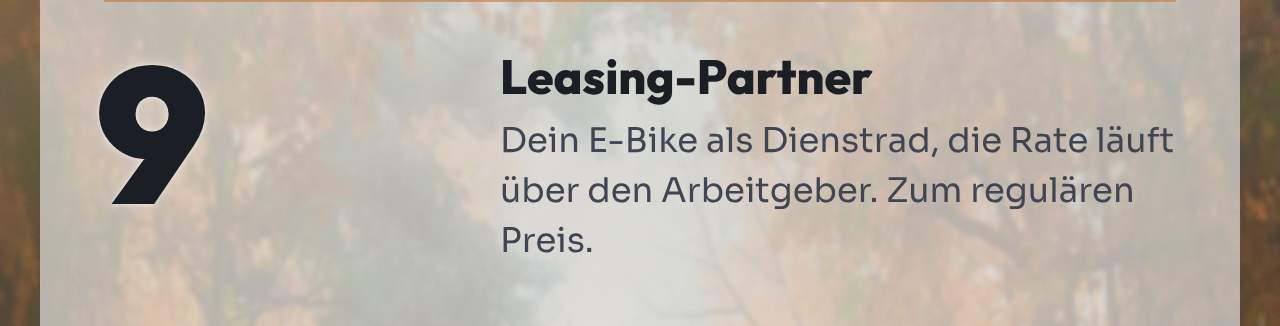 9
Leasing-Partner
Dein E-Bike als Dienstrad, die Rate läuft
über den Arbeitgeber. Zum regulären
Preis.